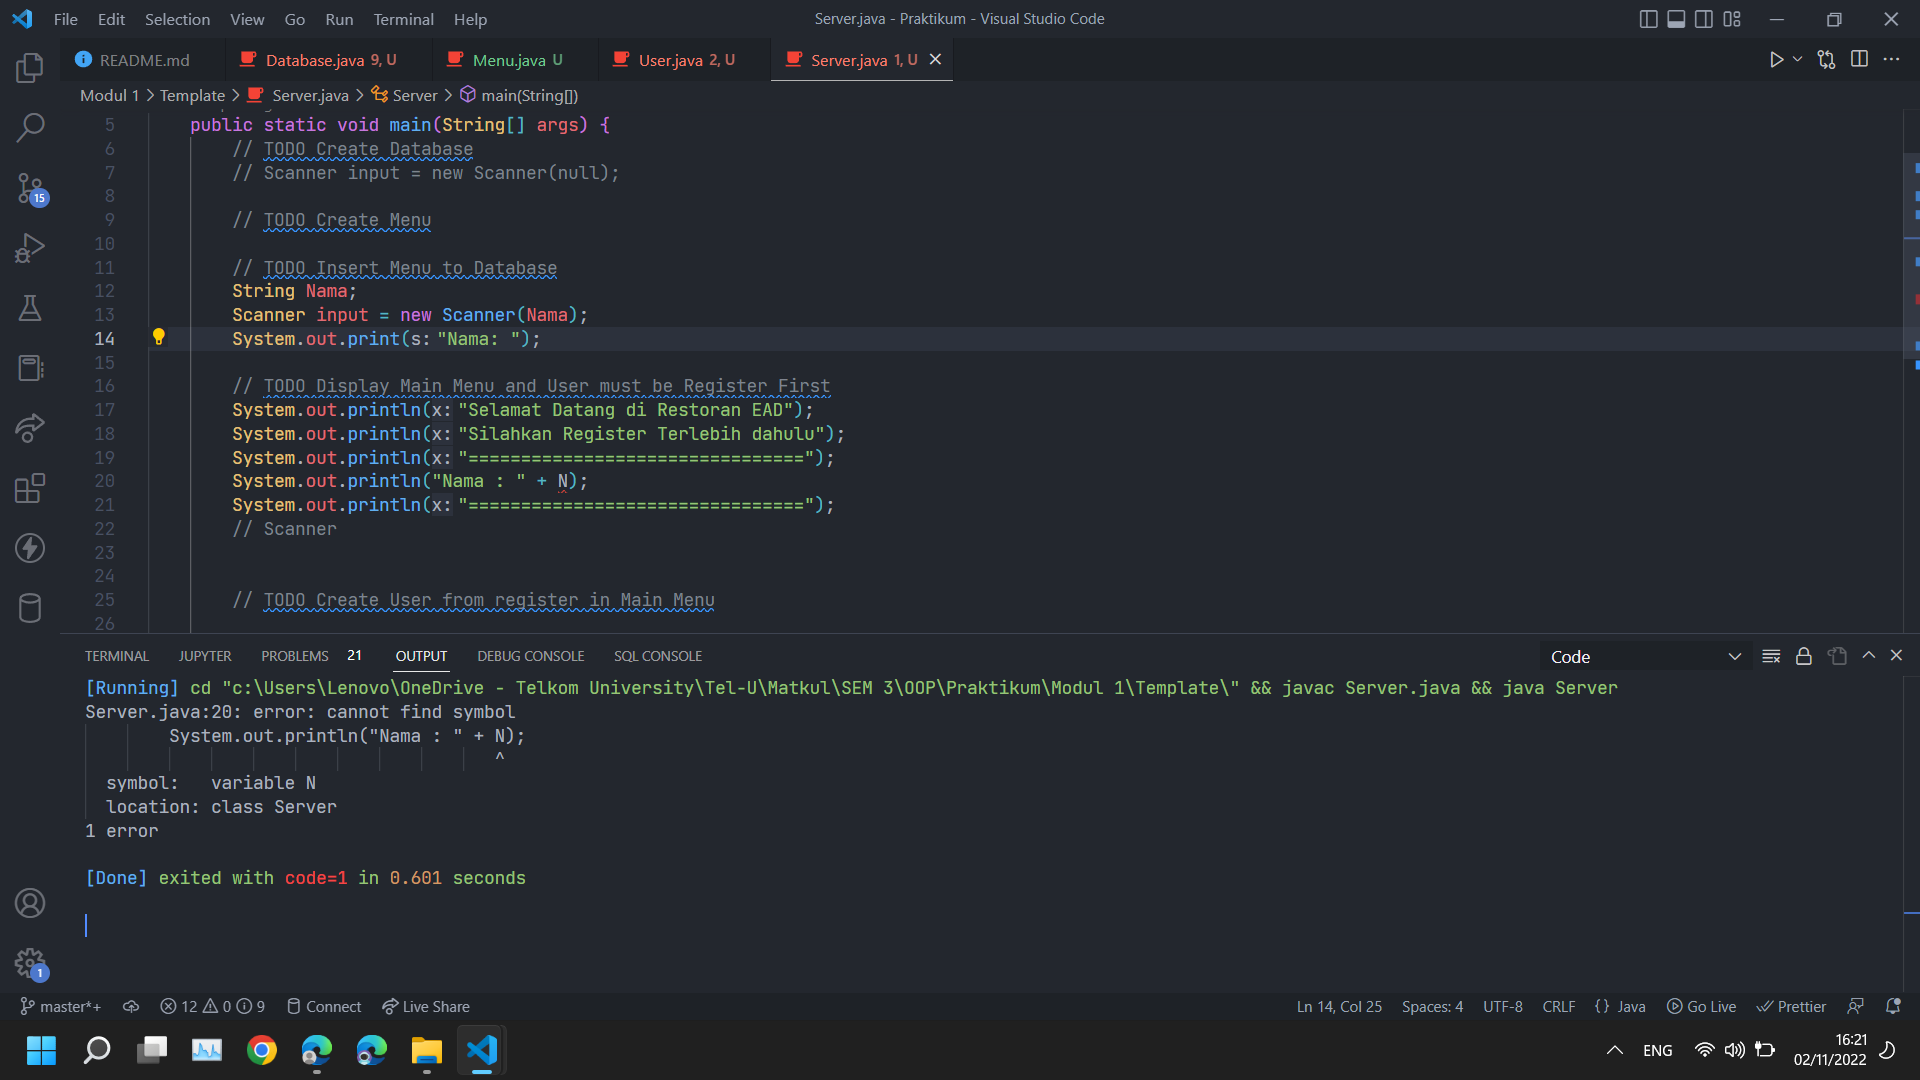 File Edit Selection View Go Run Terminal Help
Server.java - Praktikum - Visual Studio Code
README.md
Database.java 9, U
Menu.java U
User.java 2, U
Server.java 1, U
Modul 1 > Template > Server.java > Server > main(String[])
5 public static void main(String[] args) {
6 // TODO Create Database
7 // Scanner input = new Scanner(null);
8
9 // TODO Create Menu
10
11 // TODO Insert Menu to Database
12 String Nama;
13 Scanner input = new Scanner(Nama);
14 System.out.print(s: "Nama: ");
15
16 // TODO Display Main Menu and User must be Register First
17 System.out.println(x: "Selamat Datang di Restoran EAD");
18 System.out.println(x: "Silahkan Register Terlebih dahulu");
19 System.out.println(x: "================================");
20 System.out.println("Nama : " + N);
21 System.out.println(x: "================================");
22 // Scanner
23
24
25 // TODO Create User from register in Main Menu
26
15
TERMINAL JUPYTER PROBLEMS 21 OUTPUT DEBUG CONSOLE SQL CONSOLE
Code
[Running] cd "c:\Users\Lenovo\OneDrive - Telkom University\Tel-U\Matkul\SEM 3\OOP\Praktikum\Modul 1\Template\" && javac Server.java && java Server
Server.java:20: error: cannot find symbol
System.out.println("Nama : " + N);
^
symbol: variable N
location: class Server
1 error
[Done] exited with code=1 in 0.601 seconds
1
master*+ 12 0 9 Connect Live Share
Ln 14, Col 25 Spaces: 4 UTF-8 CRLF {} Java Go Live Prettier
ENG
16:21
02/11/2022